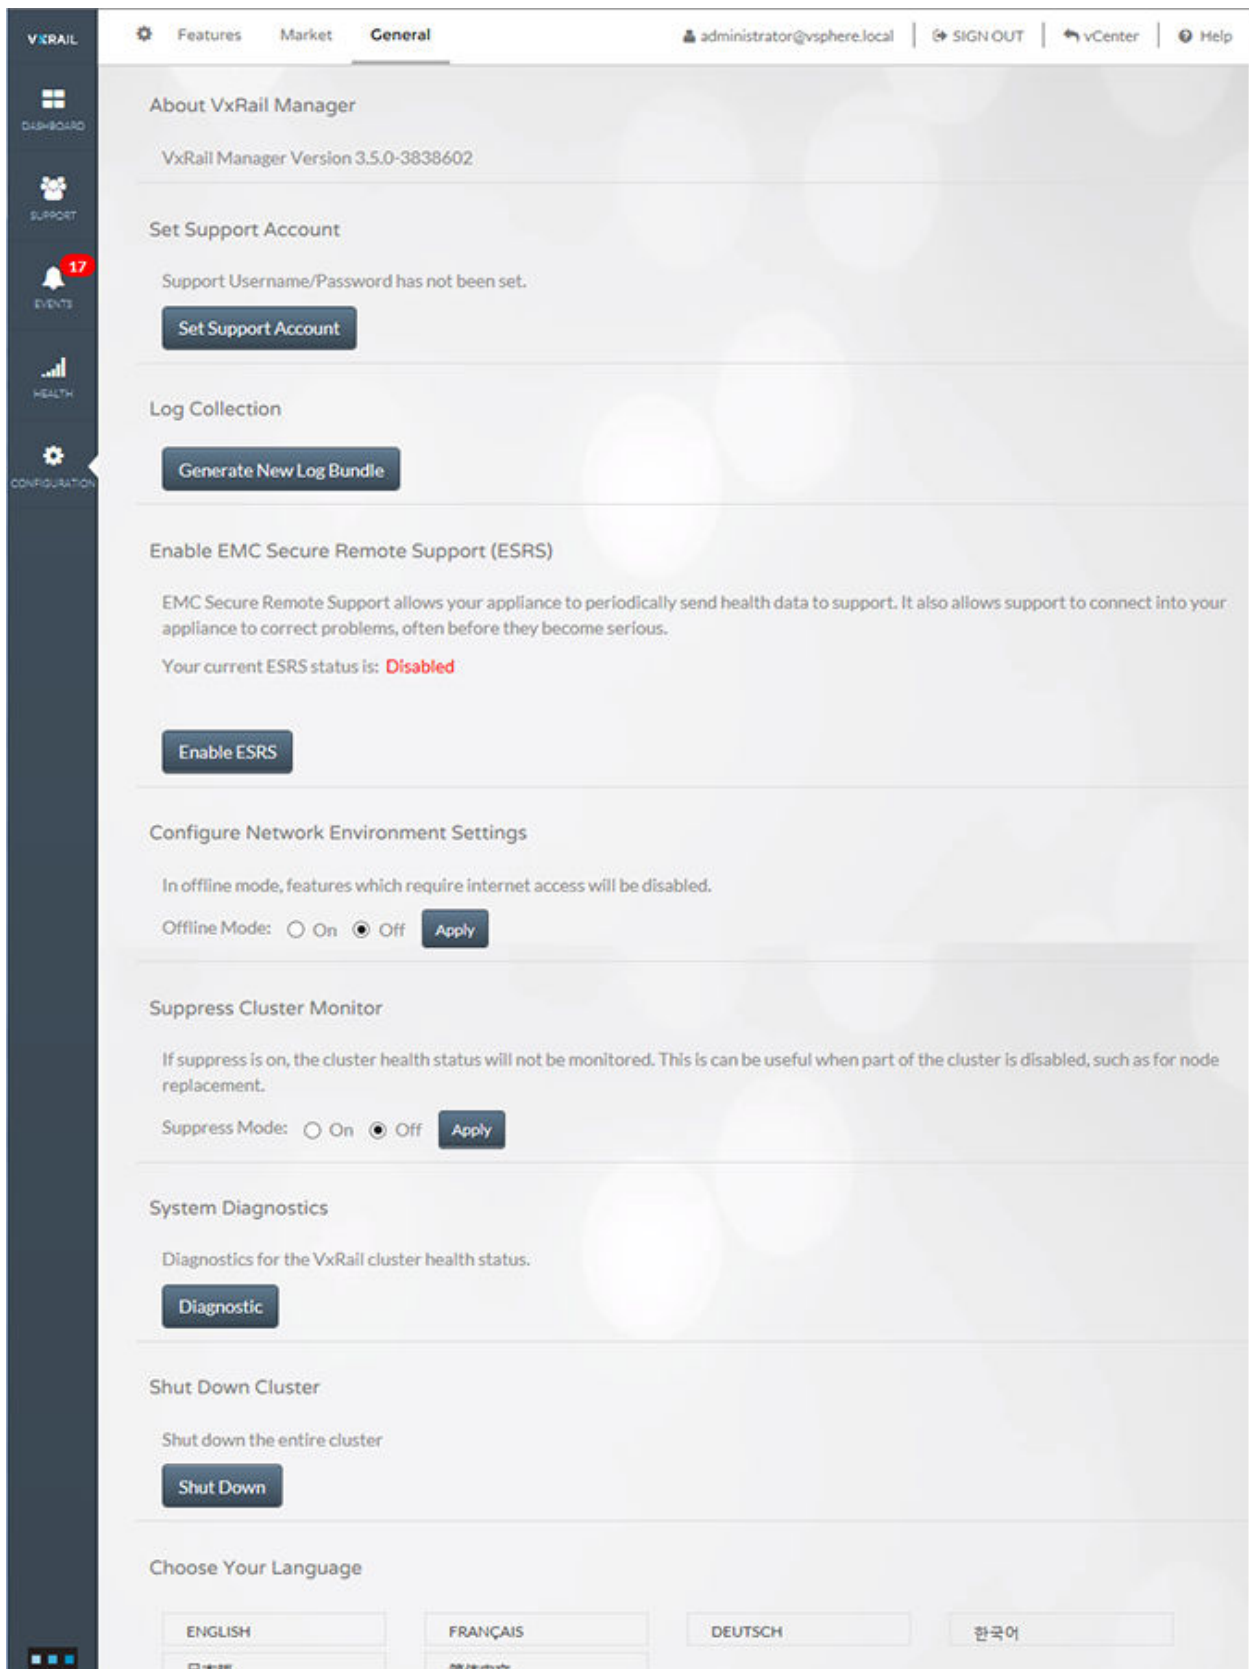 VXRAIL
Features Market General administrator@vsphere.local SIGN OUT vCenter Help
DASHBOARD
SUPPORT
17
EVENTS
HEALTH
CONFIGURATION
About VxRail Manager
VxRail Manager Version 3.5.0-3838602
Set Support Account
Support Username/Password has not been set.
Set Support Account
Log Collection
Generate New Log Bundle
Enable EMC Secure Remote Support (ESRS)
EMC Secure Remote Support allows your appliance to periodically send health data to support. It also allows support to connect into your
appliance to correct problems, often before they become serious.
Your current ESRS status is: Disabled
Enable ESRS
Configure Network Environment Settings
In offline mode, features which require internet access will be disabled.
Offline Mode: On Off Apply
Suppress Cluster Monitor
If suppress is on, the cluster health status will not be monitored. This is can be useful when part of the cluster is disabled, such as for node
replacement.
Suppress Mode: On Off Apply
System Diagnostics
Diagnostics for the VxRail cluster health status.
Diagnostic
Shut Down Cluster
Shut down the entire cluster
Shut Down
Choose Your Language
ENGLISH FRANÇAIS DEUTSCH 한국어